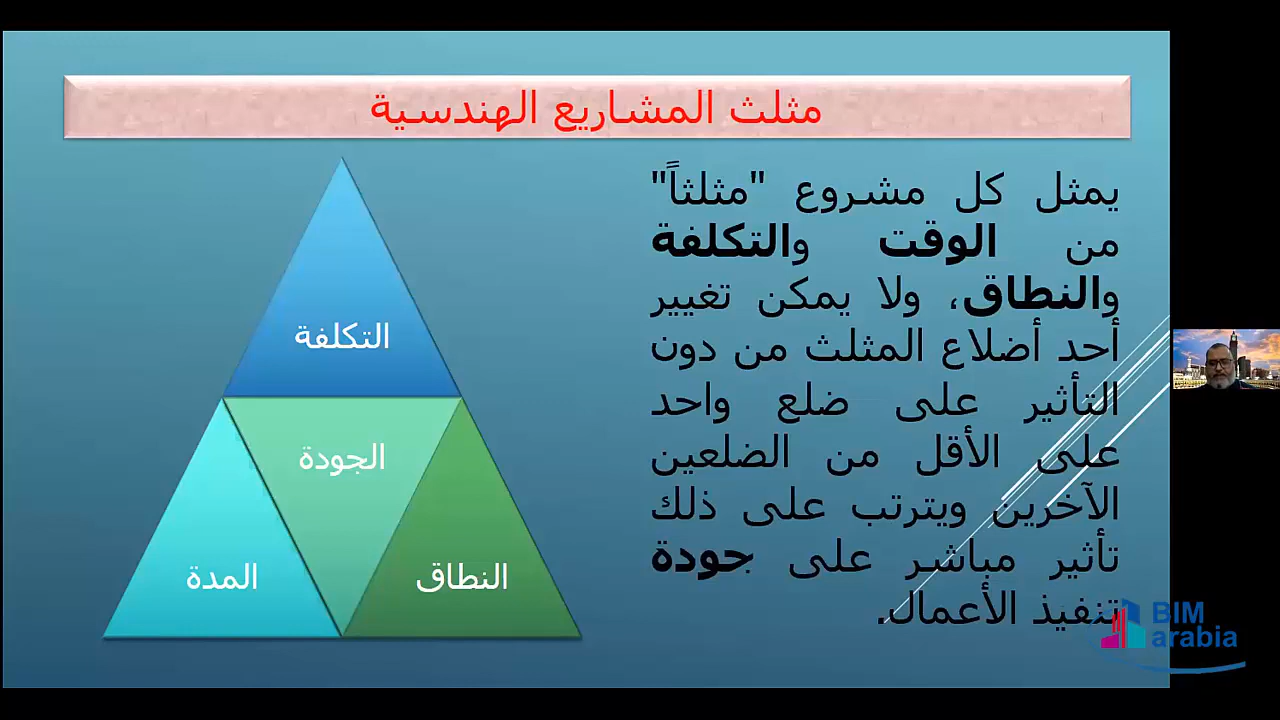 مثلث المشاريع الهندسية
يمثل كل مشروع "مثلثاً"
من الوقت والتكلفة
والنطاق، ولا يمكن تغيير
أحد أضلاع المثلث من دون
التأثير على ضلع واحد
على الأقل من الضلعين
الآخرين ويترتب على ذلك
تأثير مباشر على جودة
تنفيذ الأعمال.
التكلفة
الجودة
المدة
النطاق
BIM
arabia